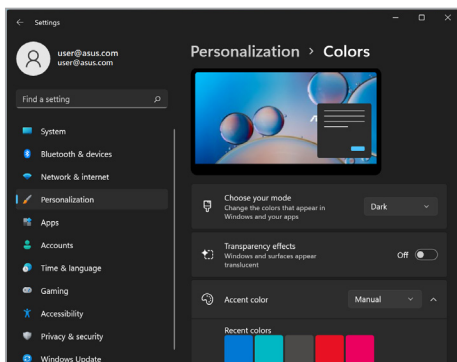 Settings
user@asus.com
user@asus.com
Find a setting
System
Bluetooth & devices
Network & internet
Personalization
Apps
Accounts
Time & language
Gaming
Accessibility
Privacy & security
Windows Update
Personalization > Colors
Choose your mode
Change the colors that appear in
Windows and your apps
Dark
Transparency effects
Windows and surfaces appear
translucent
Off
Accent color
Manual
Recent colors